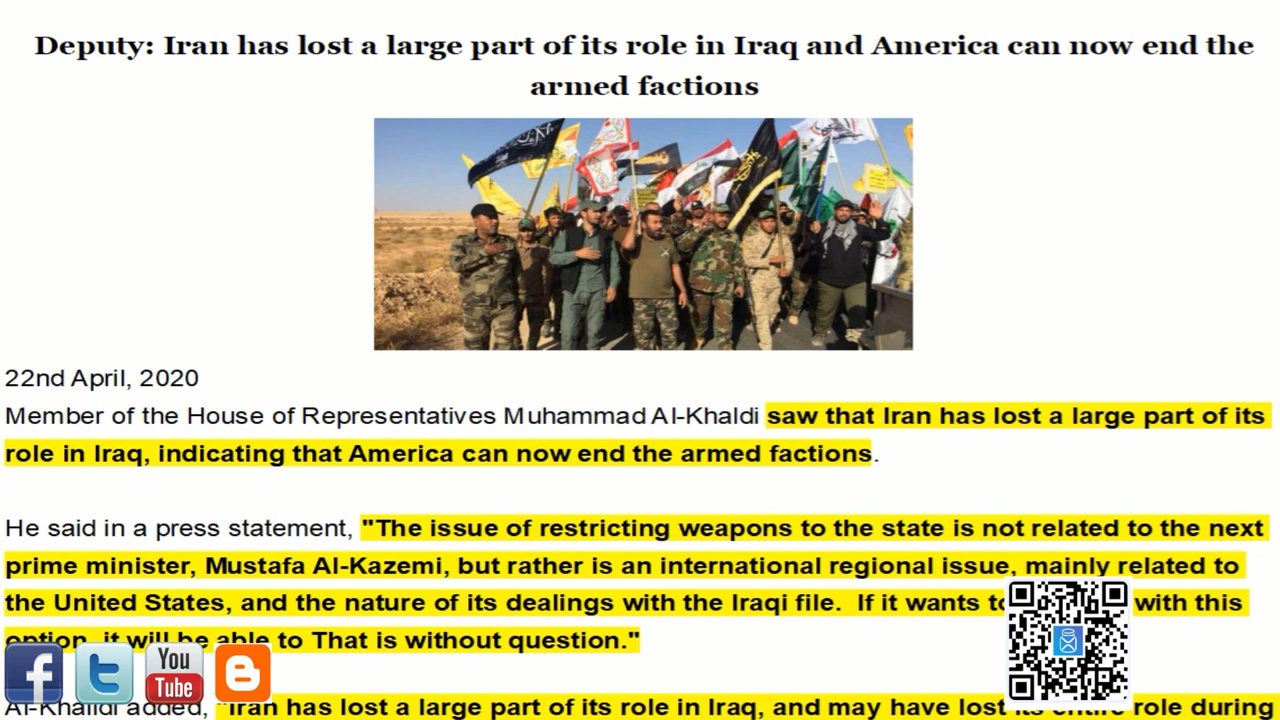 Deputy: Iran has lost a large part of its role in Iraq and America can now end the
armed factions
22nd April, 2020
Member of the House of Representatives Muhammad Al-Khaldi saw that Iran has lost a large part of its
role in Iraq, indicating that America can now end the armed factions.
He said in a press statement, "The issue of restricting weapons to the state is not related to the next
prime minister, Mustafa Al-Kazemi, but rather is an international regional issue, mainly related to
the United States, and the nature of its dealings with the Iraqi file. If it wants to with this
option, it will be able to That is without question."
You
Tube
Al-Khaldi added, "Iran has lost a large part of its role in Iraq, and may have lost its entire role during